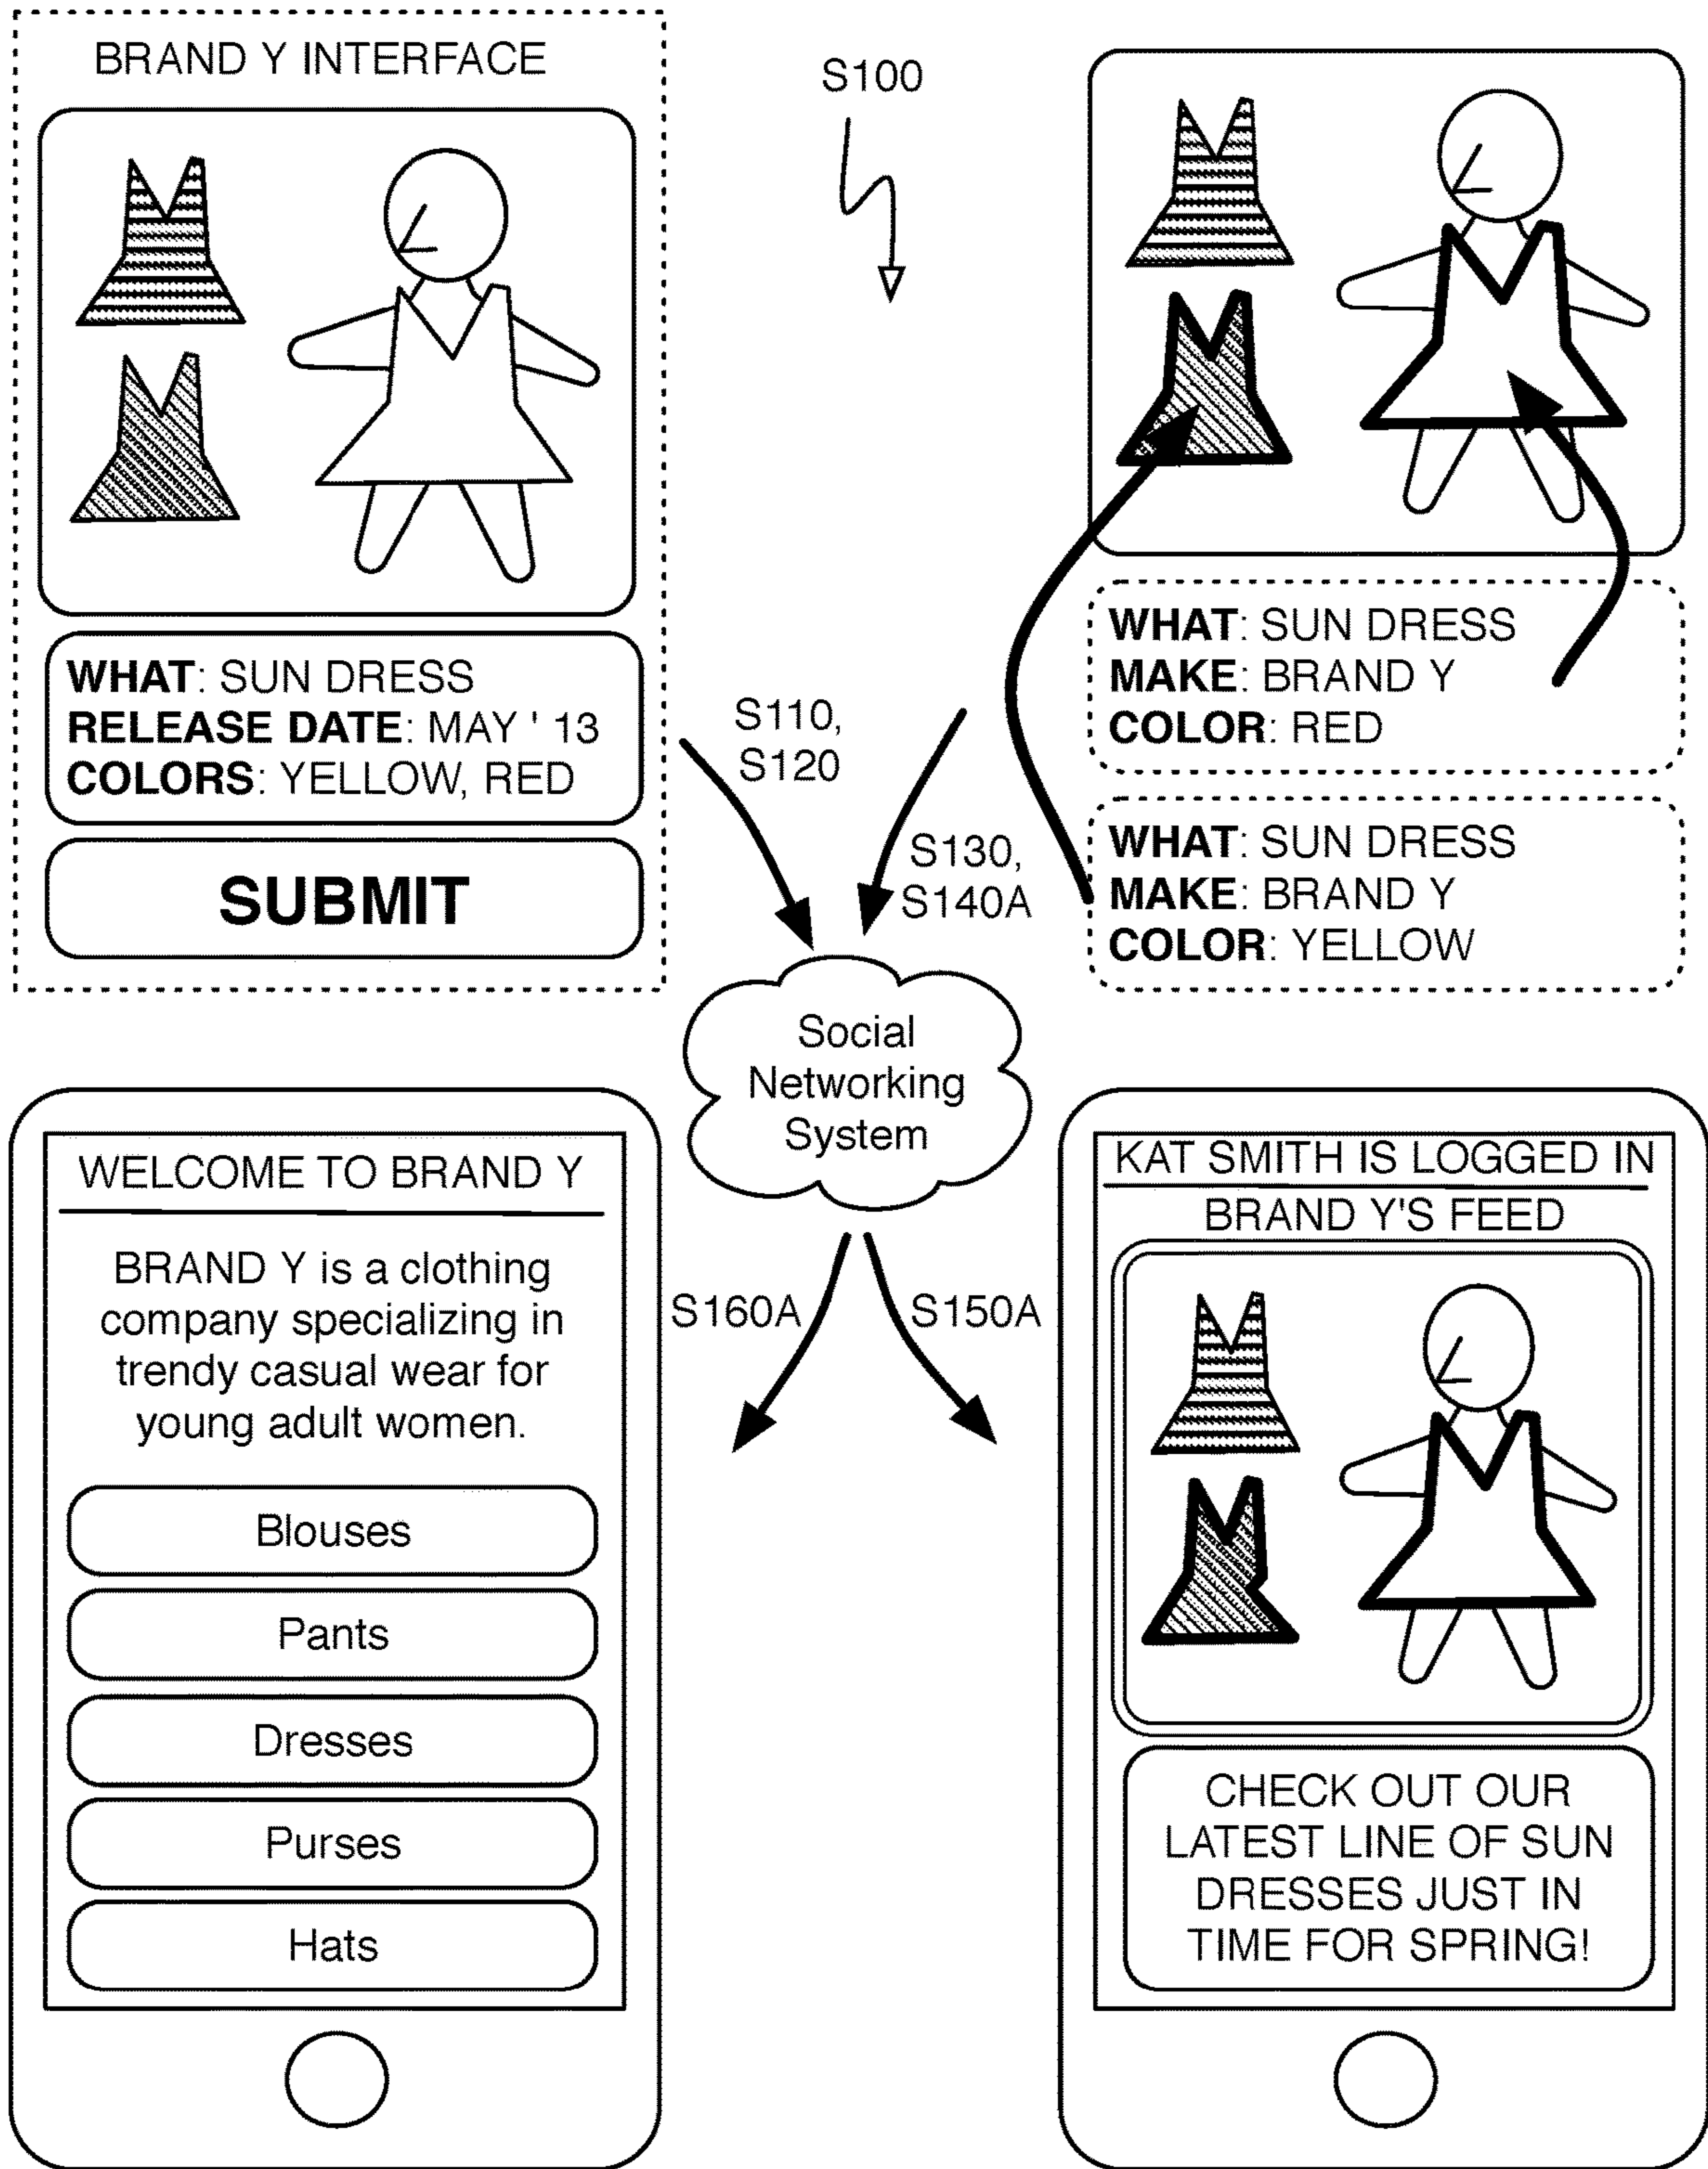 BRAND Y INTERFACE
WHAT: SUN DRESS
RELEASE DATE: MAY ' 13
COLORS: YELLOW, RED
SUBMIT
S100
WHAT: SUN DRESS
MAKE: BRAND Y
COLOR: RED
WHAT: SUN DRESS
MAKE: BRAND Y
COLOR: YELLOW
S110,
S120
S130,
S140A
Social
Networking
System
S160A
S150A
WELCOME TO BRAND Y
BRAND Y is a clothing
company specializing in
trendy casual wear for
young adult women.
Blouses
Pants
Dresses
Purses
Hats
KAT SMITH IS LOGGED IN
BRAND Y'S FEED
CHECK OUT OUR
LATEST LINE OF SUN
DRESSES JUST IN
TIME FOR SPRING!